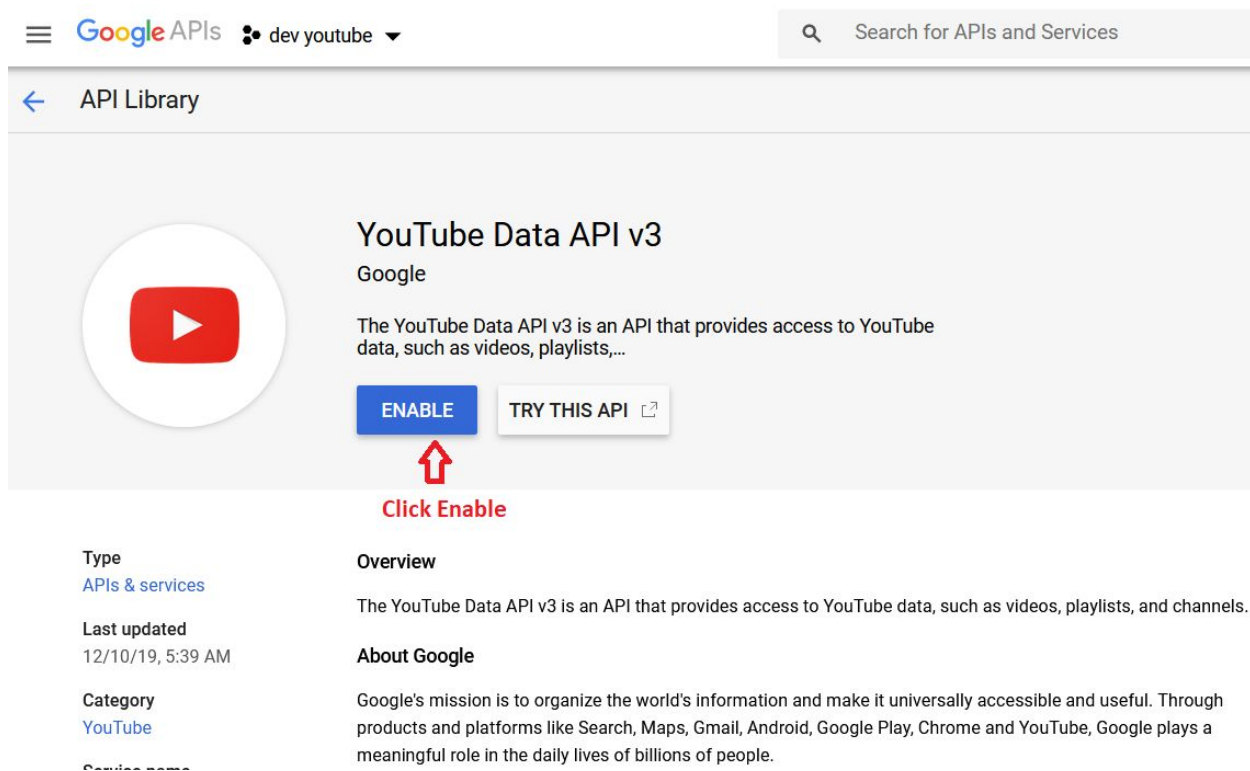 Google APIs dev youtube Search for APIs and Services
API Library
YouTube Data API v3
Google
The YouTube Data API v3 is an API that provides access to YouTube
data, such as videos, playlists,...
ENABLE TRY THIS API
Click Enable
Type
APIs & services
Last updated
12/10/19, 5:39 AM
Category
YouTube
Service name
Overview
The YouTube Data API v3 is an API that provides access to YouTube data, such as videos, playlists, and channels.
About Google
Google's mission is to organize the world's information and make it universally accessible and useful. Through
products and platforms like Search, Maps, Gmail, Android, Google Play, Chrome and YouTube, Google plays a
meaningful role in the daily lives of billions of people.